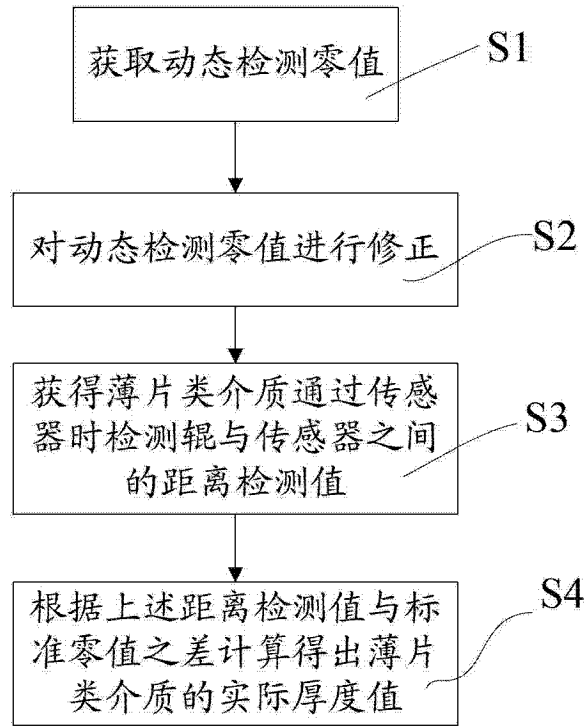 获取动态检测零值
S1
对动态检测零值进行修正
S2
获得薄片类介质通过传感
器时检测辊与传感器之间
的距离检测值
S3
根据上述距离检测值与标
准零值之差计算得出薄片
类介质的实际厚度值
S4